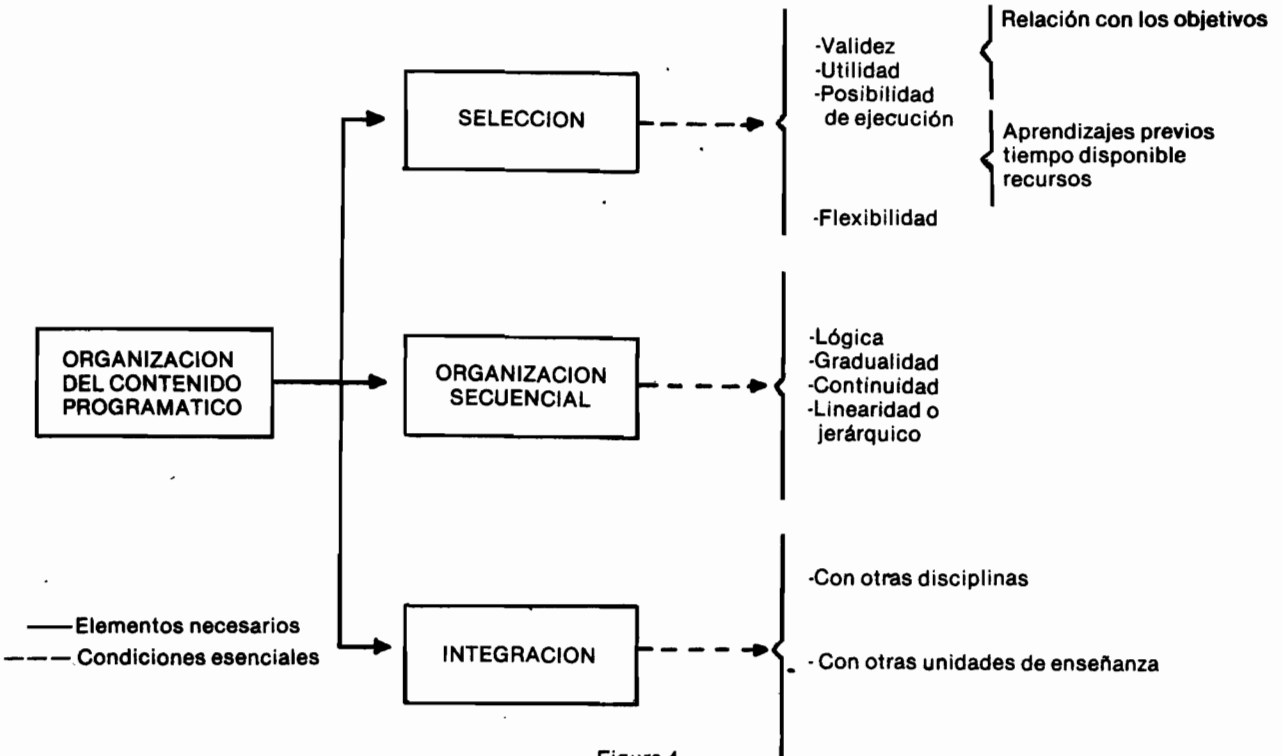 Relación con los objetivos
-Validez
-Utilidad
-Posibilidad
de ejecución
SELECCION
Aprendizajes previos
tiempo disponible
recursos
-Flexibilidad
ORGANIZACION
DEL CONTENIDO
PROGRAMATICO
ORGANIZACION
SECUENCIAL
-Lógica
-Gradualidad
-Continuidad
-Linearidad o
jerárquico
-Con otras disciplinas
Elementos necesarios
Condiciones esenciales
INTEGRACION
- Con otras unidades de enseñanza